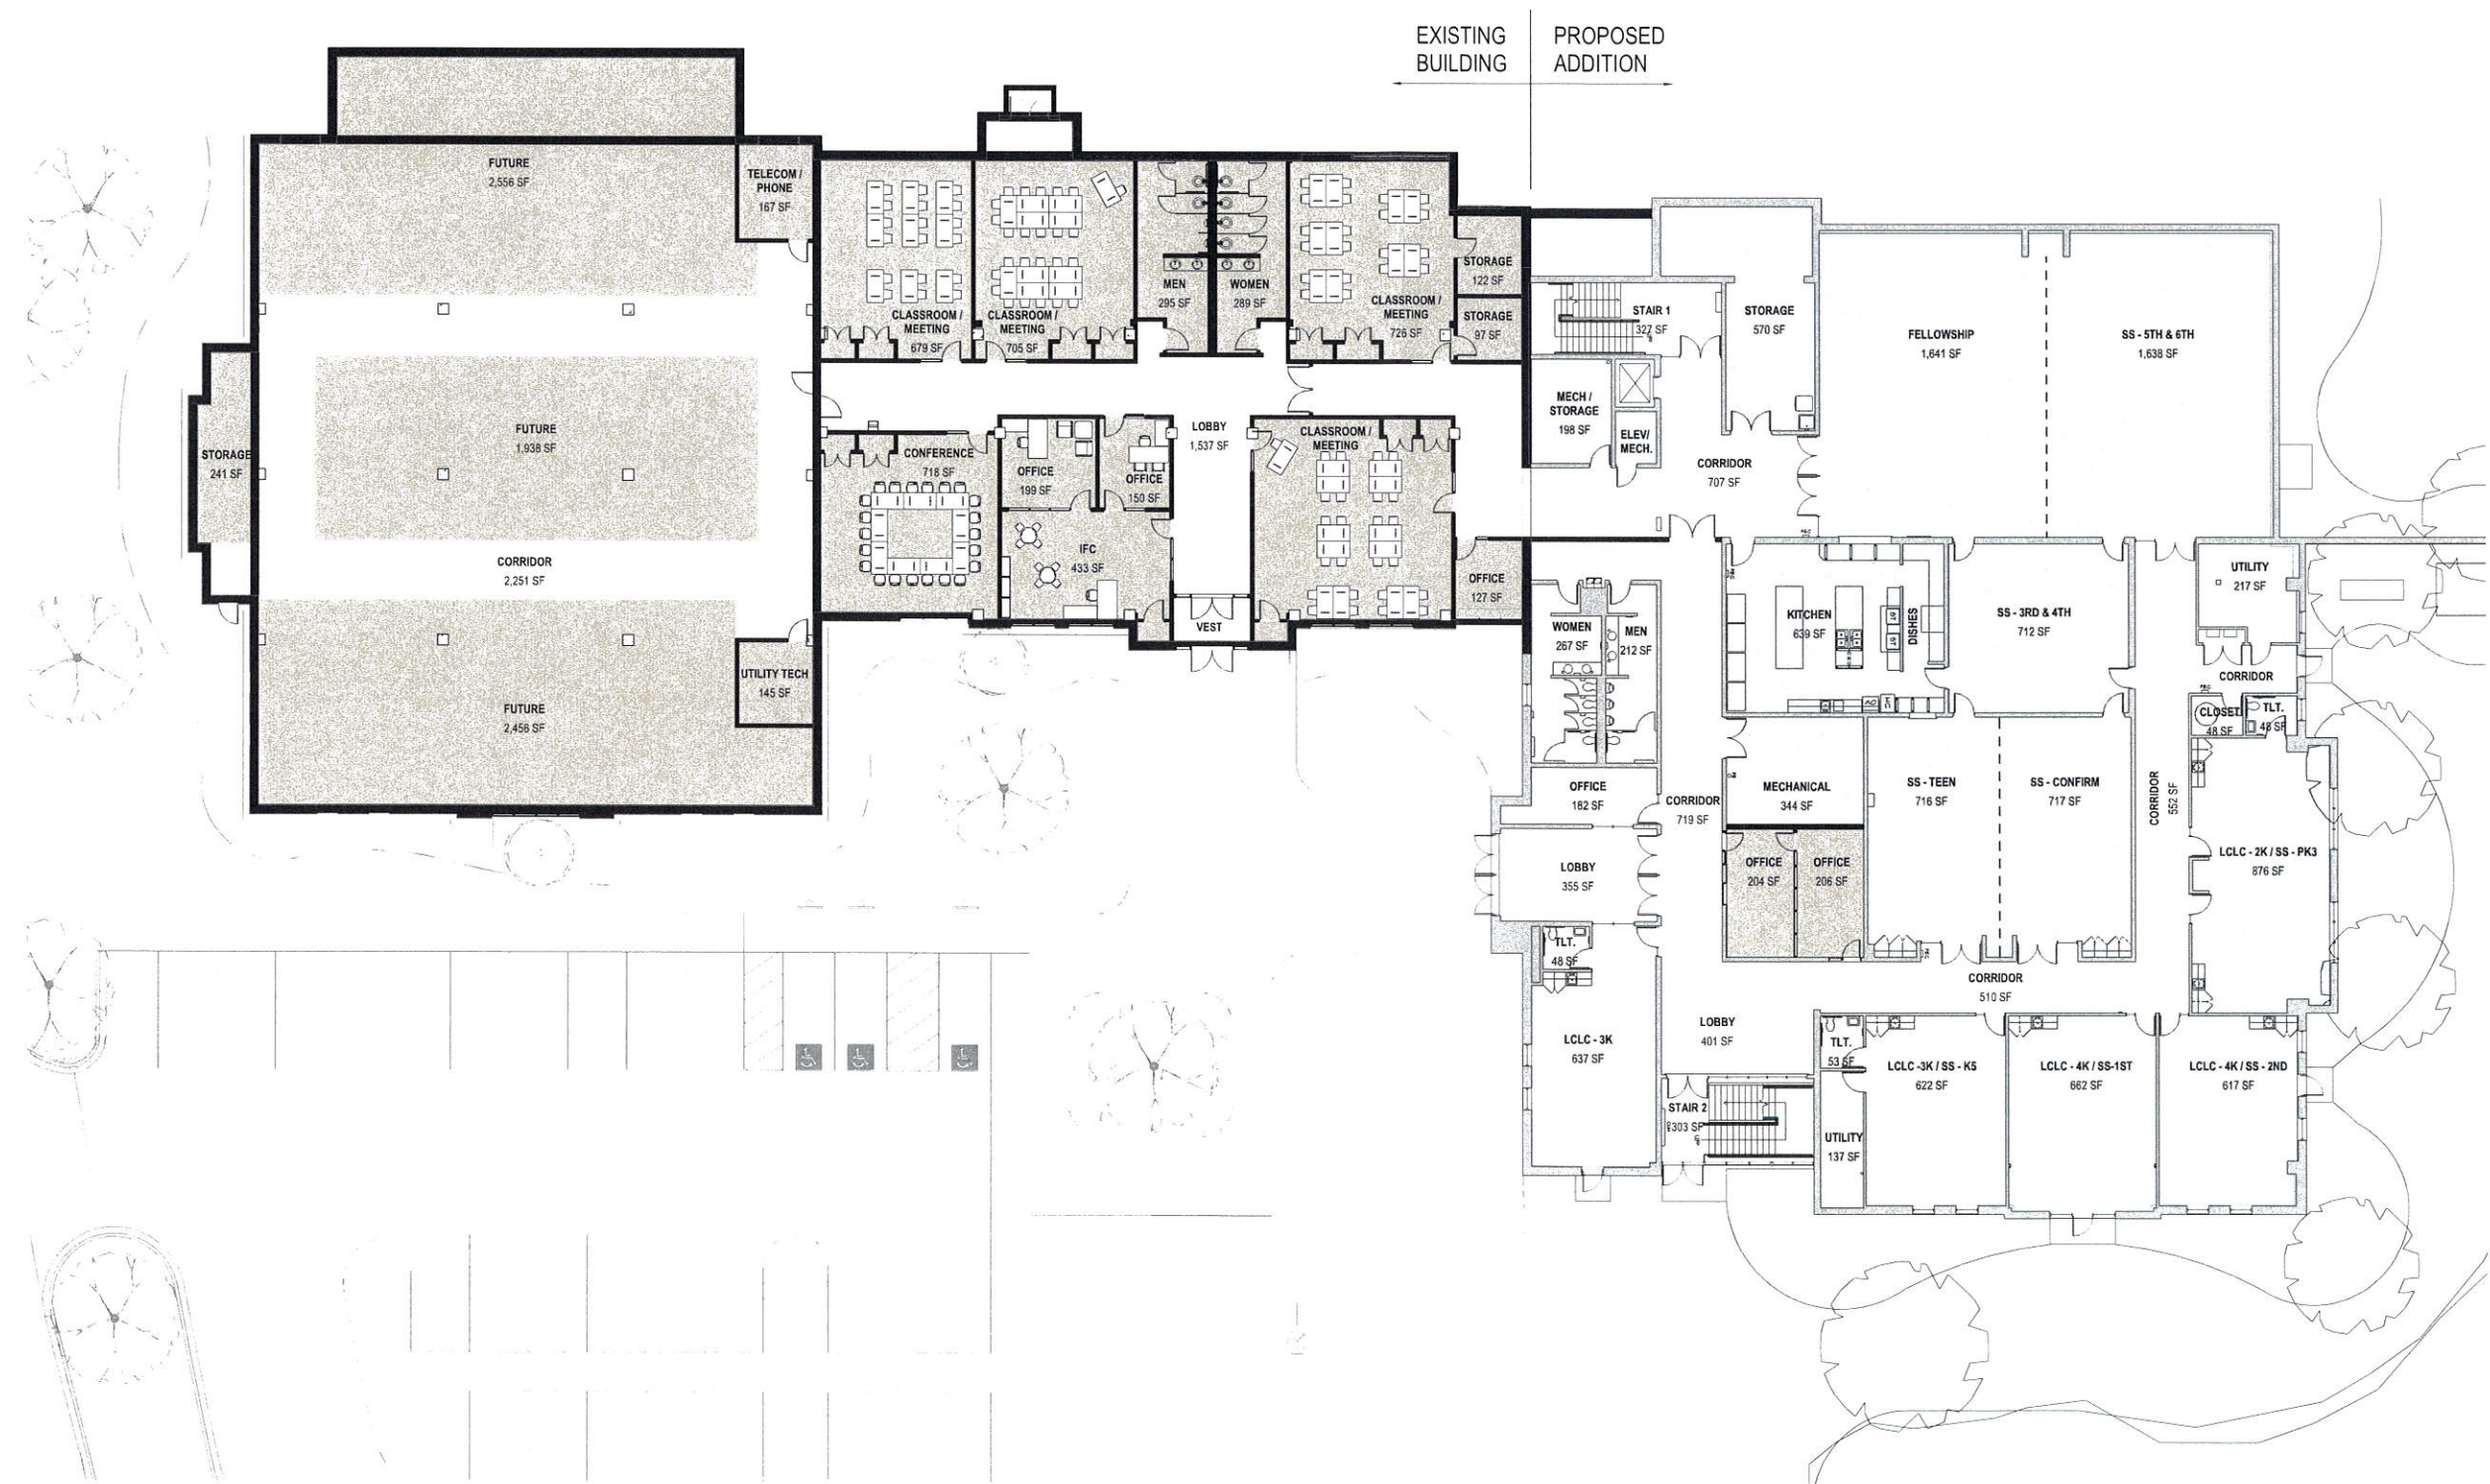 EXISTING
BUILDING
PROPOSED
ADDITION
FUTURE
2,556 SF
TELECOM /
PHONE
167 SF
CLASSROOM /
MEETING
679 SF
CLASSROOM /
MEETING
705 SF
MEN
295 SF
WOMEN
289 SF
CLASSROOM /
MEETING
726 SF
STORAGE
122 SF
STORAGE
97 SF
STAIR 1
327 SF
STORAGE
570 SF
FELLOWSHIP
1,641 SF
SS - 5TH & 6TH
1,638 SF
MECH /
STORAGE
198 SF
ELEV/
MECH.
CORRIDOR
707 SF
STORAGE
241 SF
FUTURE
1,938 SF
CONFERENCE
718 SF
OFFICE
199 SF
OFFICE
150 SF
LOBBY
1,537 SF
CLASSROOM /
MEETING
IFC
433 SF
VEST
OFFICE
127 SF
CORRIDOR
2,251 SF
FUTURE
2,456 SF
UTILITY TECH
145 SF
WOMEN
267 SF
MEN
212 SF
KITCHEN
639 SF
DISHES
SS - 3RD & 4TH
712 SF
UTILITY
217 SF
CORRIDOR
CLOSET
48 SF
TLT.
48 SF
OFFICE
182 SF
CORRIDOR
719 SF
MECHANICAL
344 SF
SS - TEEN
716 SF
SS - CONFIRM
717 SF
CORRIDOR
552 SF
LCLC - 2K / SS - PK3
876 SF
LOBBY
355 SF
OFFICE
204 SF
OFFICE
206 SF
TLT.
48 SF
LCLC - 3K
637 SF
LOBBY
401 SF
CORRIDOR
510 SF
STAIR 2
303 SF
TLT.
53 SF
UTILITY
137 SF
LCLC -3K / SS - K5
622 SF
LCLC - 4K / SS-1ST
662 SF
LCLC - 4K / SS - 2ND
617 SF